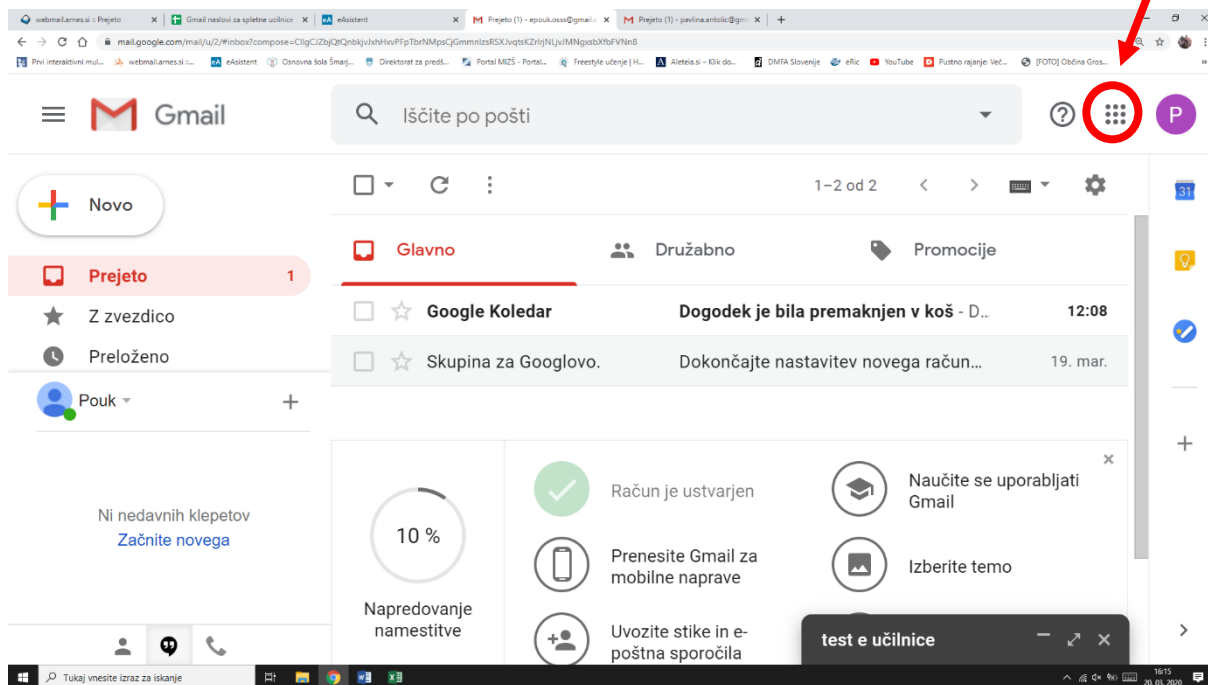 webmail.arnes.si :: Prejeto
Gmail naslovi za spletne učilnice
eAsistent
Prejeto (1) - epouk.osss@gmail.c
Prejeto (1) - pavlina.antolic@gm
mail.google.com/mail/u/2/#inbox?compose=
Prvi interaktivni mul...
webmail.arnes.si ::...
eAsistent
Osnovna šola Šmarj...
Direktorat za predš...
Portal MIZŠ - Portal...
Freestyle učenje | H...
Aleteia.si – Klik do...
DMFA Slovenije
eRic
YouTube
Pustno rajanje: Več...
[FOTO] Občina Gros...
Gmail
Iščite po pošti
P
Novo
1–2 od 2
31
Glavno
Družabno
Promocije
Prejeto 1
Z zvezdico
Preloženo
Google Koledar Dogodek je bila premaknjen v koš - D... 12:08
Skupina za Googlovo. Dokončajte nastavitev novega račun... 19. mar.
Pouk
Ni nedavnih klepetov
Začnite novega
10 %
Napredovanje
namestitve
Račun je ustvarjen
Naučite se uporabljati
Gmail
Prenesite Gmail za
mobilne naprave
Izberite temo
Uvozite stike in e-
poštna sporočila
test e učilnice
Tukaj vnesite izraz za iskanje
16:15
20. 03. 2020